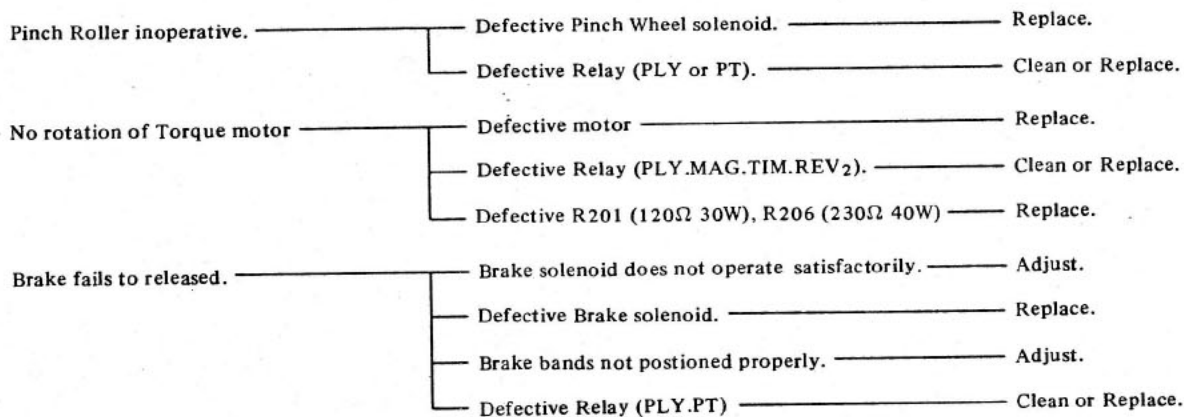 Pinch Roller inoperative. Defective Pinch Wheel solenoid. Replace.
Defective Relay (PLY or PT). Clean or Replace.
No rotation of Torque motor Defective motor Replace.
Defective Relay (PLY.MAG.TIM.REV2). Clean or Replace.
Defective R201 (120Ω 30W), R206 (230Ω 40W) Replace.
Brake fails to released. Brake solenoid does not operate satisfactorily. Adjust.
Defective Brake solenoid. Replace.
Brake bands not postioned properly. Adjust.
Defective Relay (PLY.PT) Clean or Replace.